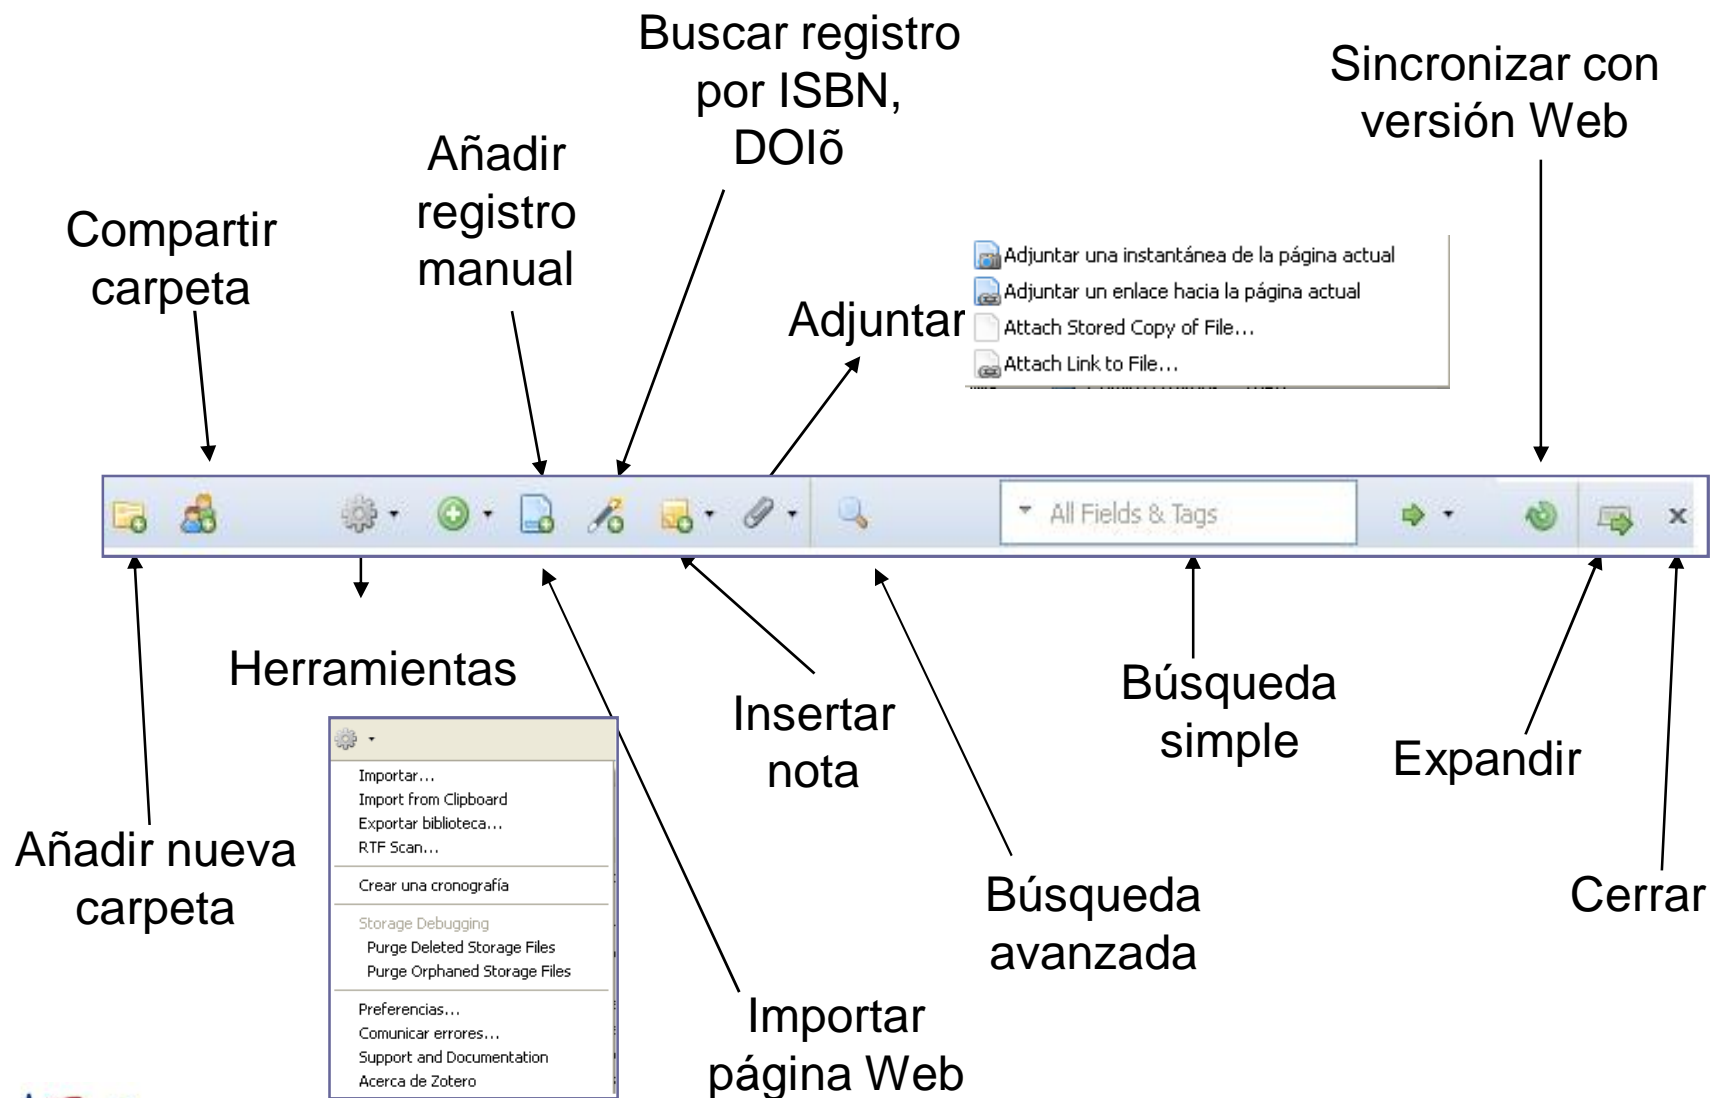 Buscar registro
por ISBN,
DOIõ
Sincronizar con
versión Web
Añadir
registro
manual
Compartir
carpeta
Adjuntar
Adjuntar una instantánea de la página actual
Adjuntar un enlace hacia la página actual
Attach Stored Copy of File...
Attach Link to File...
All Fields & Tags
Herramientas
Importar...
Import from Clipboard
Exportar biblioteca...
RTF Scan...
Crear una cronografía
Storage Debugging
Purge Deleted Storage Files
Purge Orphaned Storage Files
Preferencias...
Comunicar errores...
Support and Documentation
Acerca de Zotero
Añadir nueva
carpeta
Insertar
nota
Búsqueda
simple
Expandir
Búsqueda
avanzada
Cerrar
Importar
página Web